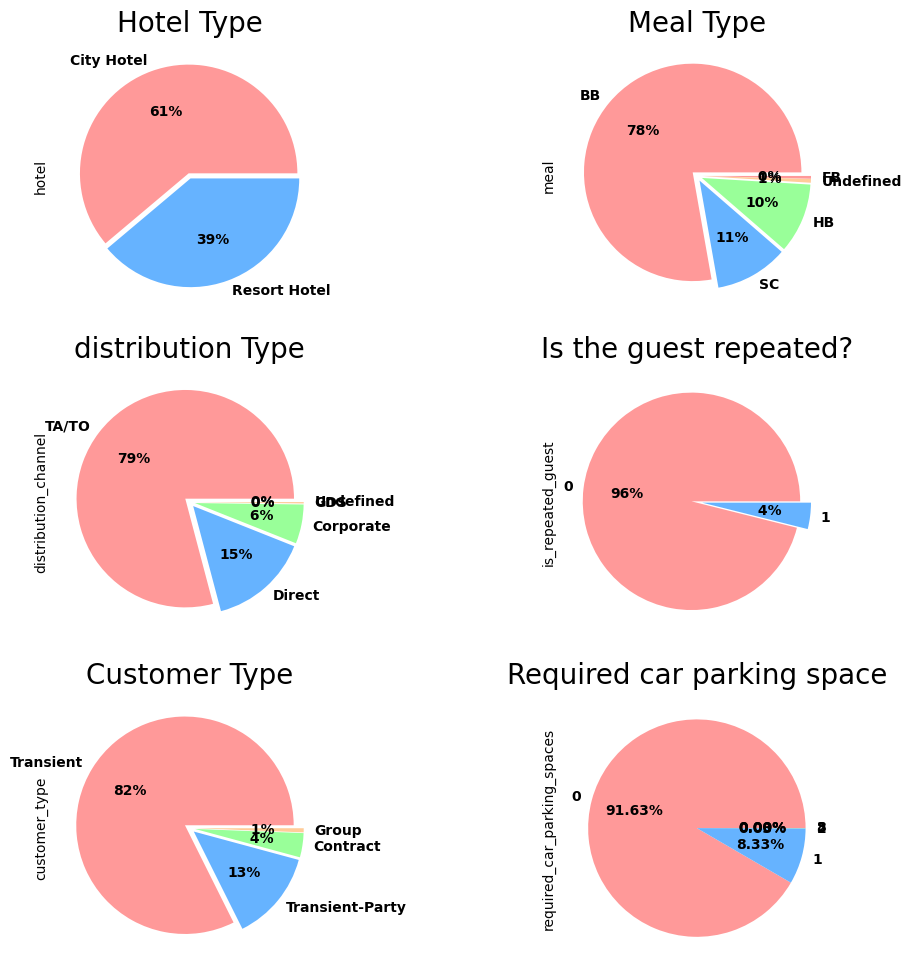 Hotel Type
City Hotel
61%
hotel
39%
Resort Hotel
Meal Type
BB
78%
meal
Undefined
10%
HB
11%
SC
distribution Type
TA/TO
79%
distribution_channel
0%
Undefined
6%
Corporate
15%
Direct
Is the guest repeated?
0
96%
is_repeated_guest
4%
1
Customer Type
Transient
82%
customer_type
1%
Group
4%
Contract
13%
Transient-Party
Required car parking space
0
91.63%
required_car_parking_spaces
8.33%
1